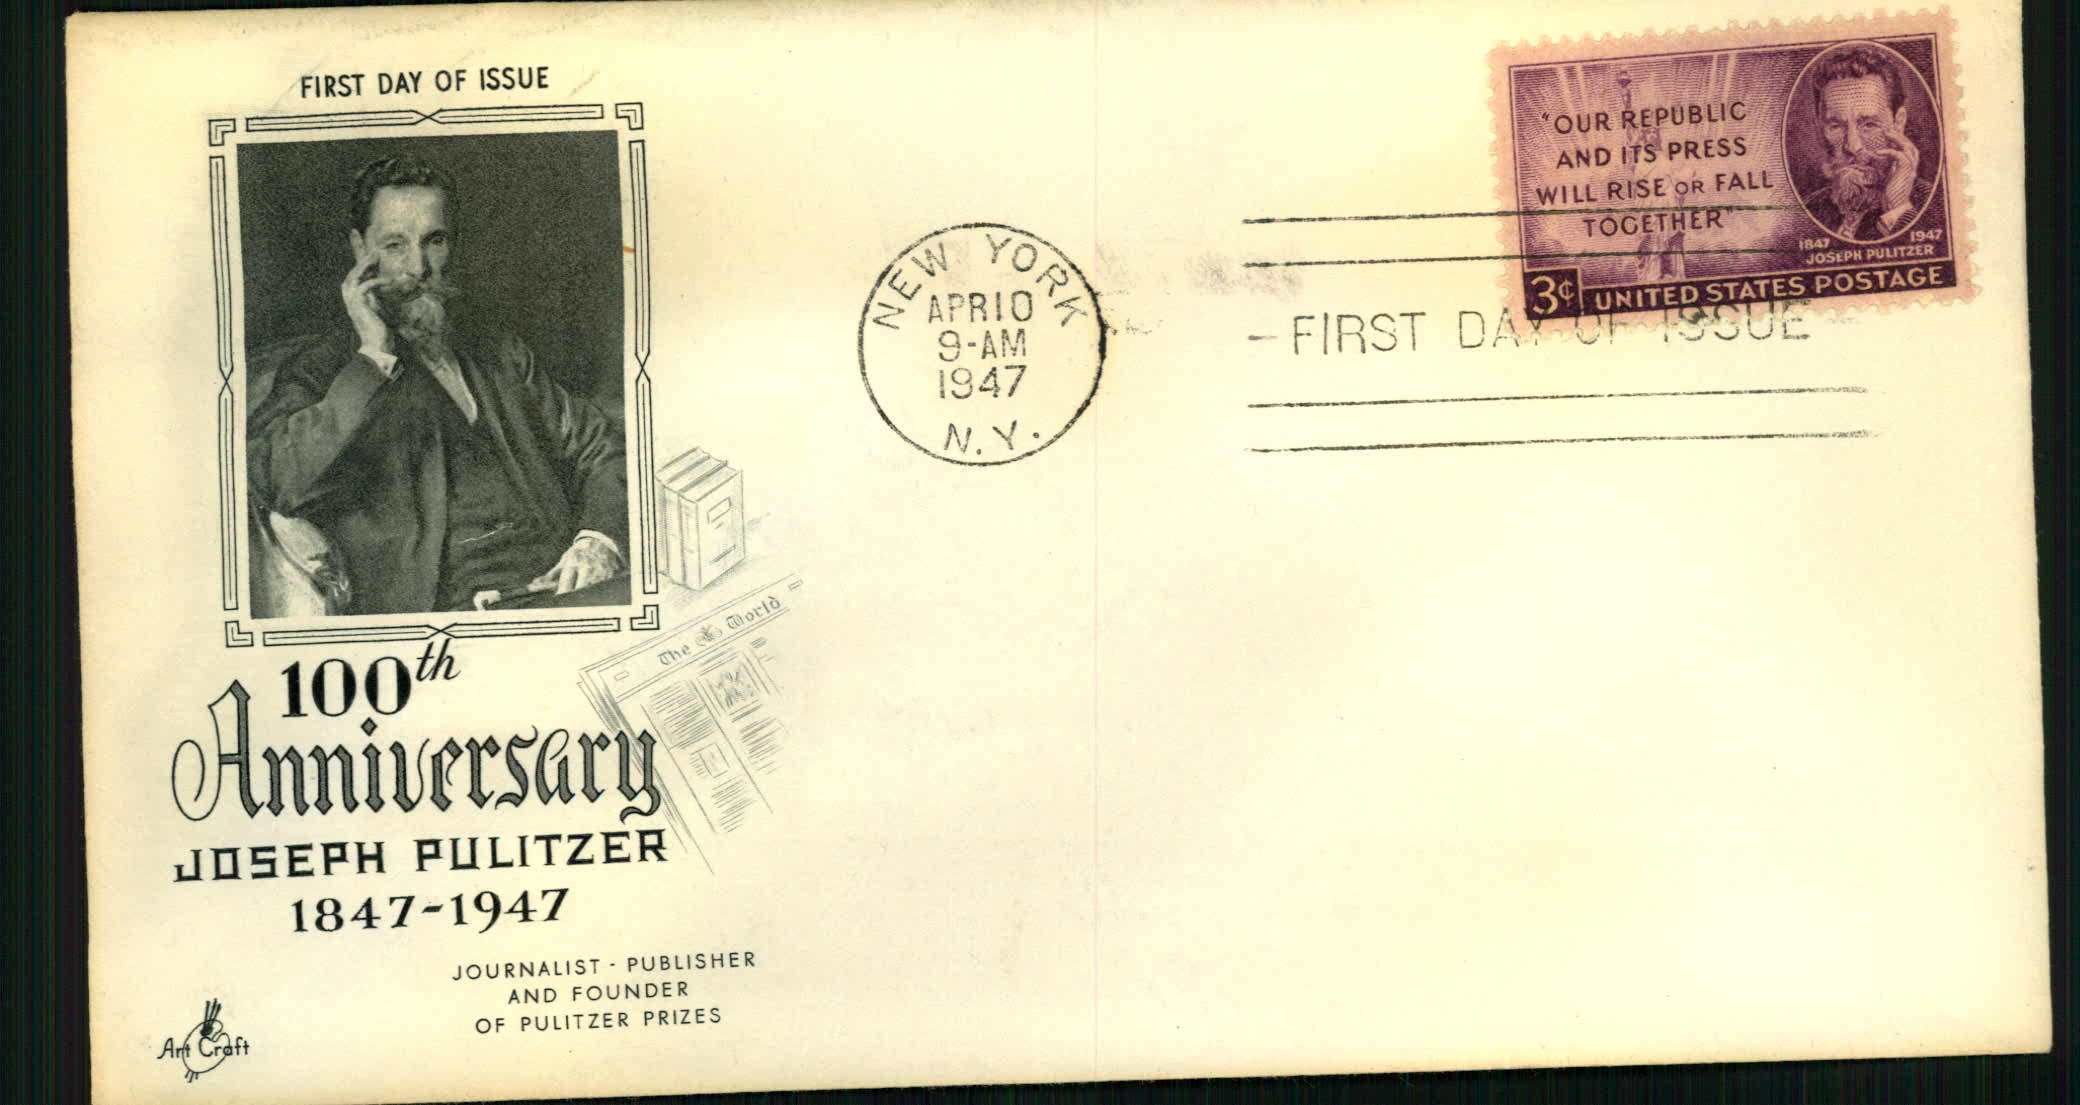 FIRST DAY OF ISSUE
"OUR REPUBLIC
AND ITS PRESS
WILL RISE OR FALL
TOGETHER"
1847 1947
JOSEPH PULITZER
3¢ UNITED STATES POSTAGE
NEW YORK
APR 10
9-AM
1947
N.Y.
FIRST DAY OF ISSUE
The World
100th
Anniversary
JOSEPH PULITZER
1847-1947
JOURNALIST - PUBLISHER
AND FOUNDER
OF PULITZER PRIZES
Art Craft